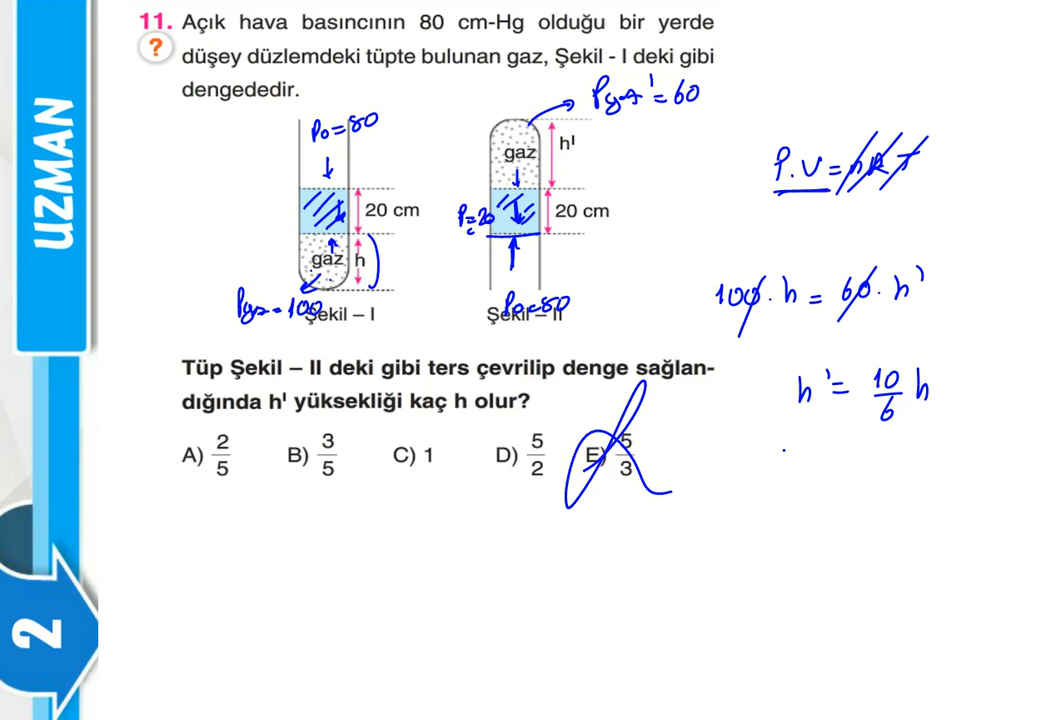 UZMAN
2
11. Açık hava basıncının 80 cm-Hg olduğu bir yerde
?
düşey düzlemdeki tüpte bulunan gaz, Şekil - I deki gibi
dengededir.
Pgaz' = 60
P0 = 80
gaz
h'
20 cm
P = 20
20 cm
gaz
h
Pgaz = 100
Şekil – I
P0 = 80
Şekil – II
P.V = nRT
100.h = 60.h'
h' = 10/6 h
Tüp Şekil – II deki gibi ters çevrilip denge sağlan-
dığında h' yüksekliği kaç h olur?
A) 2/5 B) 3/5 C) 1 D) 5/2 E) 5/3